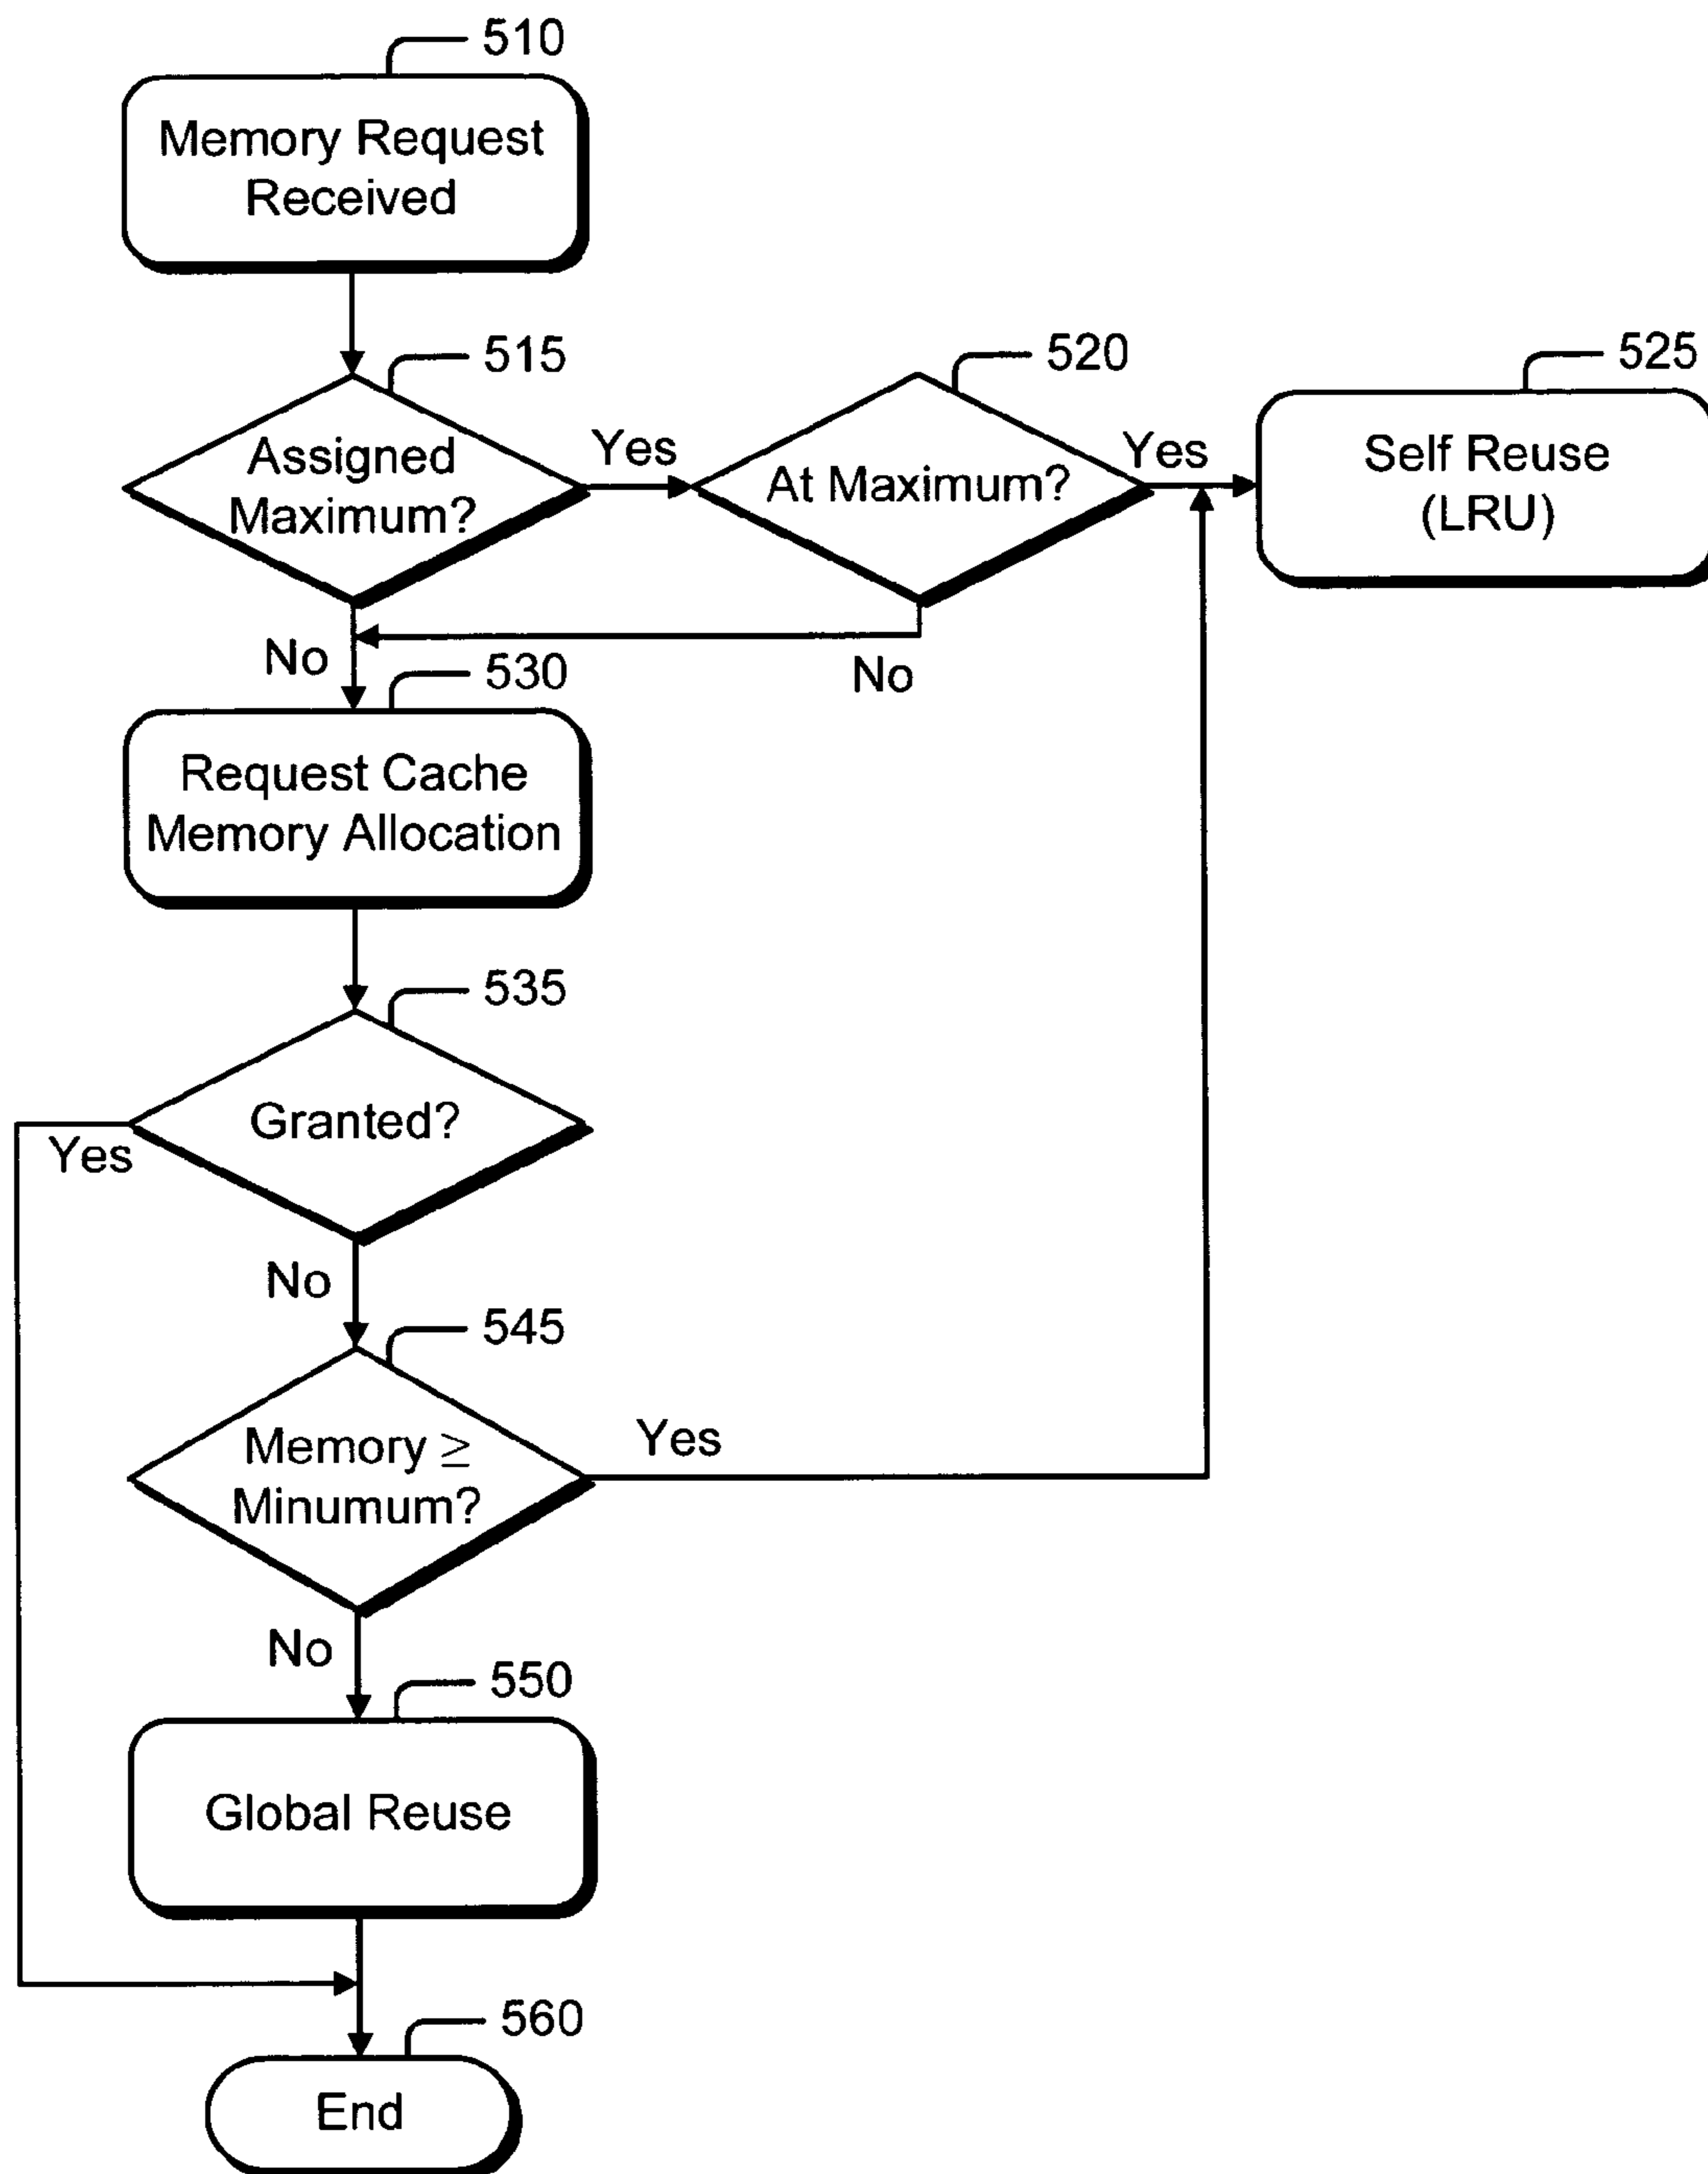 510
Memory Request
Received
515
520
525
Assigned
Maximum?
Yes
At Maximum?
Yes
Self Reuse
(LRU)
No
No
530
Request Cache
Memory Allocation
535
Granted?
Yes
No
545
Memory ≥
Minumum?
Yes
No
550
Global Reuse
560
End